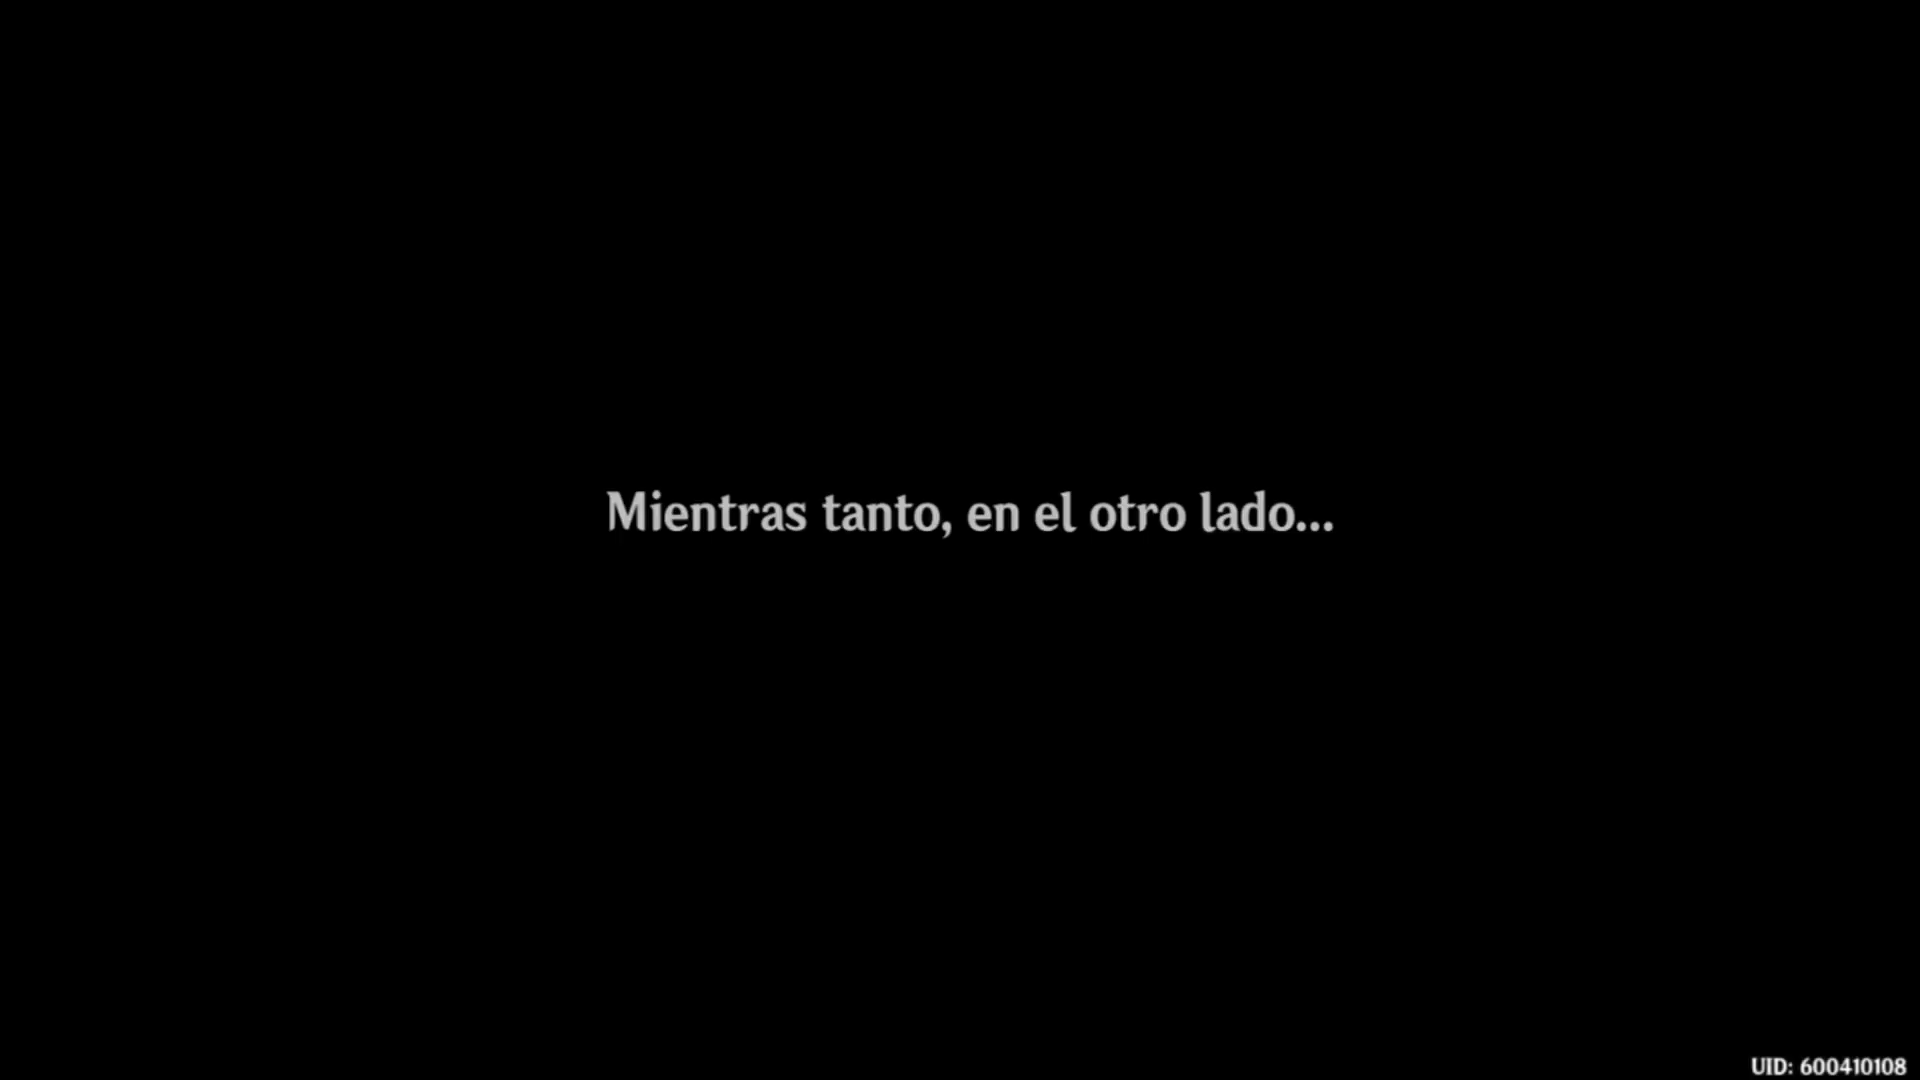 Mientras tanto, en el otro lado...
UID: 600410108